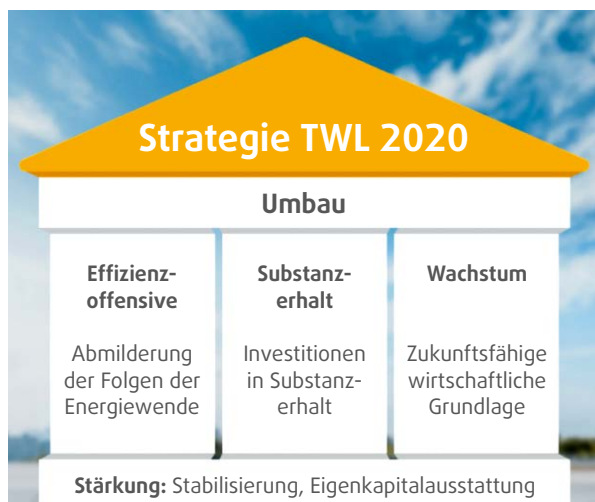 Strategie TWL 2020
Umbau
Effizienz-
offensive
Abmilderung
der Folgen der
Energiewende
Substanz-
erhalt
Investitionen
in Substanz-
erhalt
Wachstum
Zukunftsfähige
wirtschaftliche
Grundlage
Stärkung: Stabilisierung, Eigenkapitalausstattung